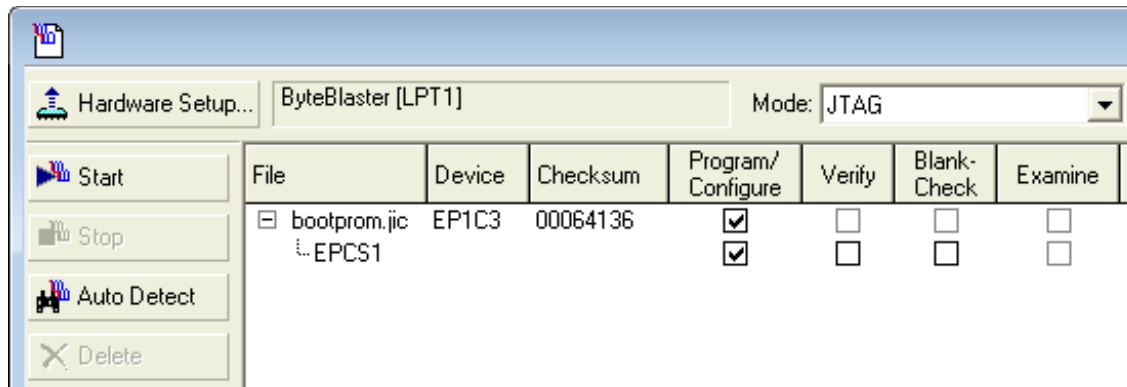 Hardware Setup... ByteBlaster [LPT1] Mode: JTAG
Start
Stop
Auto Detect
Delete
File Device Checksum Program/ Configure Verify Blank- Check Examine
bootprom.jic EP1C3 00064136
EPCS1